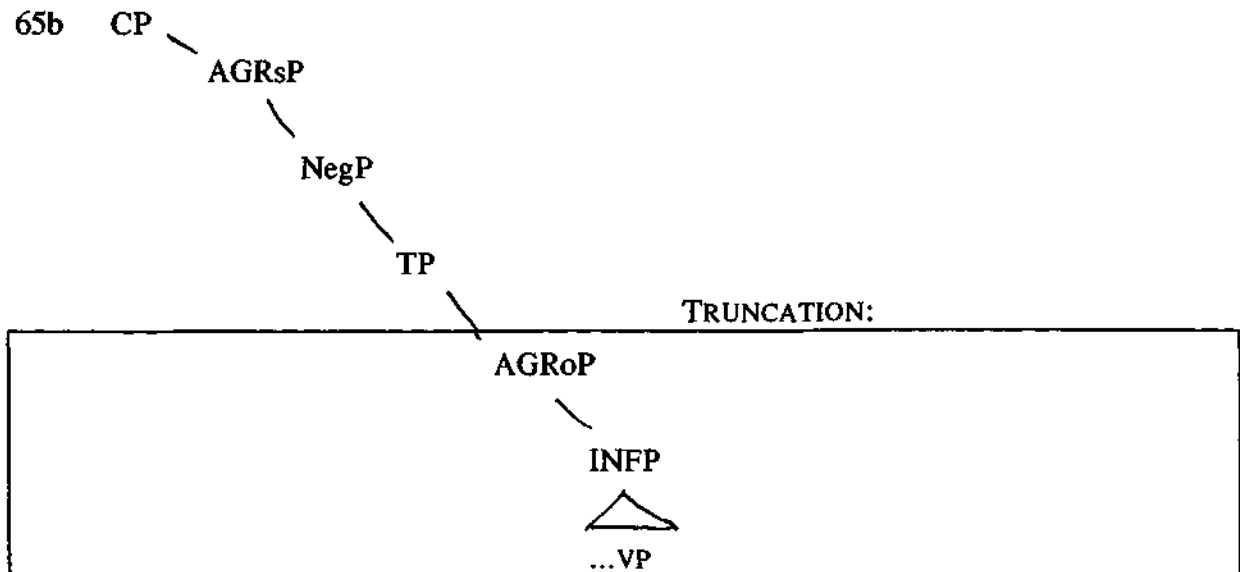 65b CP
AGRsP
NegP
TP
TRUNCATION:
AGRoP
INFP
...VP